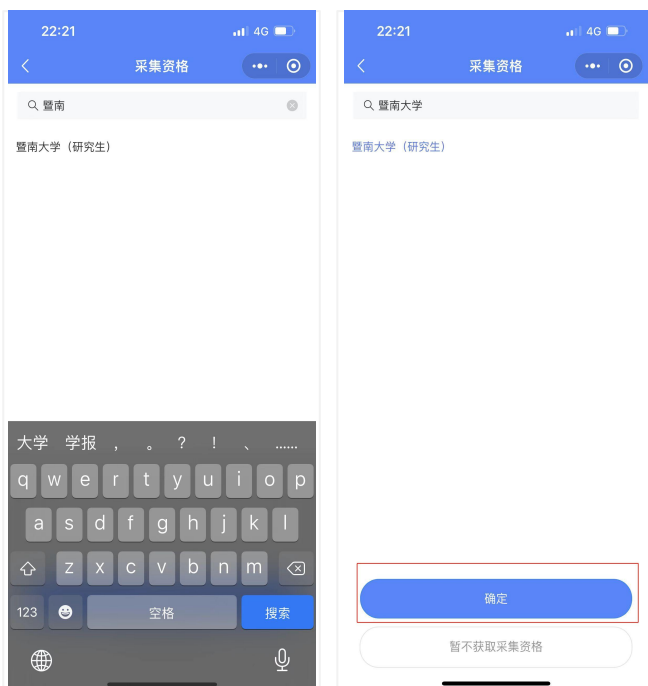 22:21
4G
采集资格
暨南
暨南大学（研究生）
大学 学报 ， 。 ？ ！ 、 ……
q w e r t y u i o p
a s d f g h j k l
z x c v b n m
123 空格 搜索
22:21
4G
采集资格
暨南大学
暨南大学（研究生）
确定
暂不获取采集资格